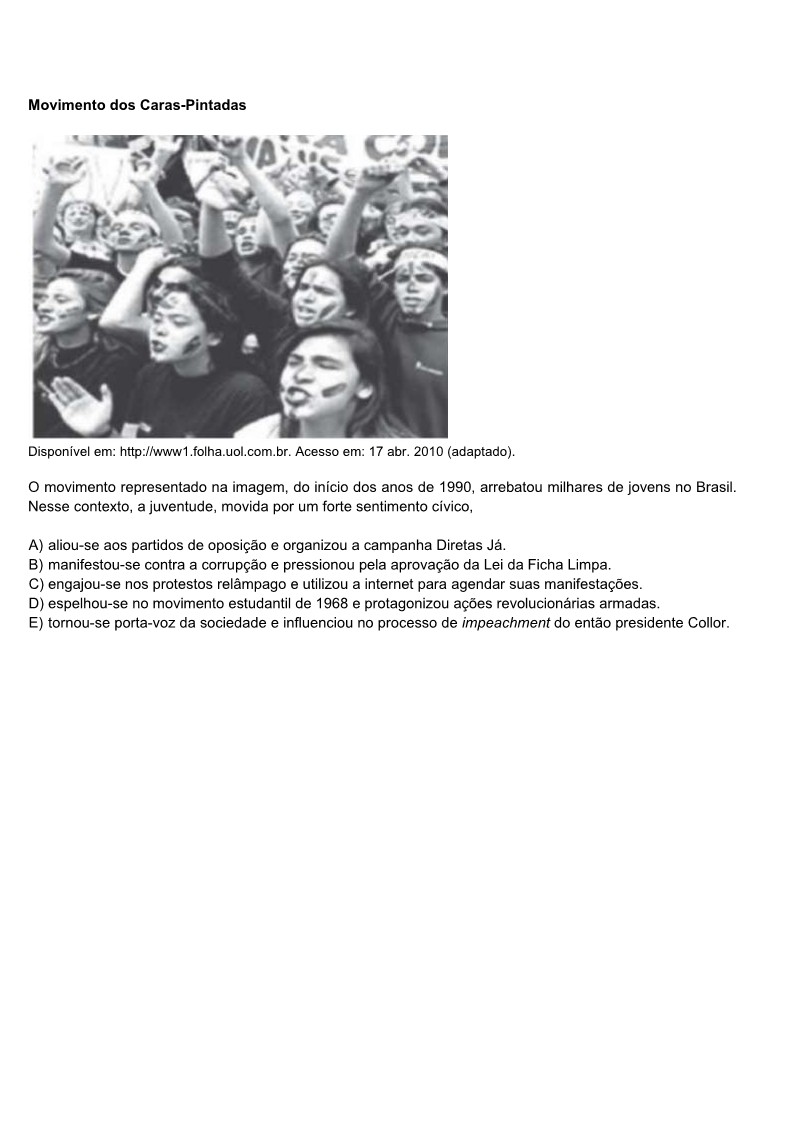 Movimento dos Caras-Pintadas
Disponível em: http://www1.folha.uol.com.br. Acesso em: 17 abr. 2010 (adaptado).
O movimento representado na imagem, do início dos anos de 1990, arrebatou milhares de jovens no Brasil.
Nesse contexto, a juventude, movida por um forte sentimento cívico,
A) aliou-se aos partidos de oposição e organizou a campanha Diretas Já.
B) manifestou-se contra a corrupção e pressionou pela aprovação da Lei da Ficha Limpa.
C) engajou-se nos protestos relâmpago e utilizou a internet para agendar suas manifestações.
D) espelhou-se no movimento estudantil de 1968 e protagonizou ações revolucionárias armadas.
E) tornou-se porta-voz da sociedade e influenciou no processo de impeachment do então presidente Collor.